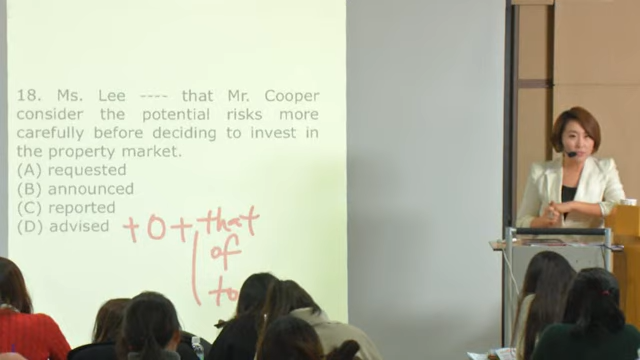 18. Ms. Lee ---- that Mr. Cooper
consider the potential risks more
carefully before deciding to invest in
the property market.
(A) requested
(B) announced
(C) reported
(D) advised +O+ that
of
to